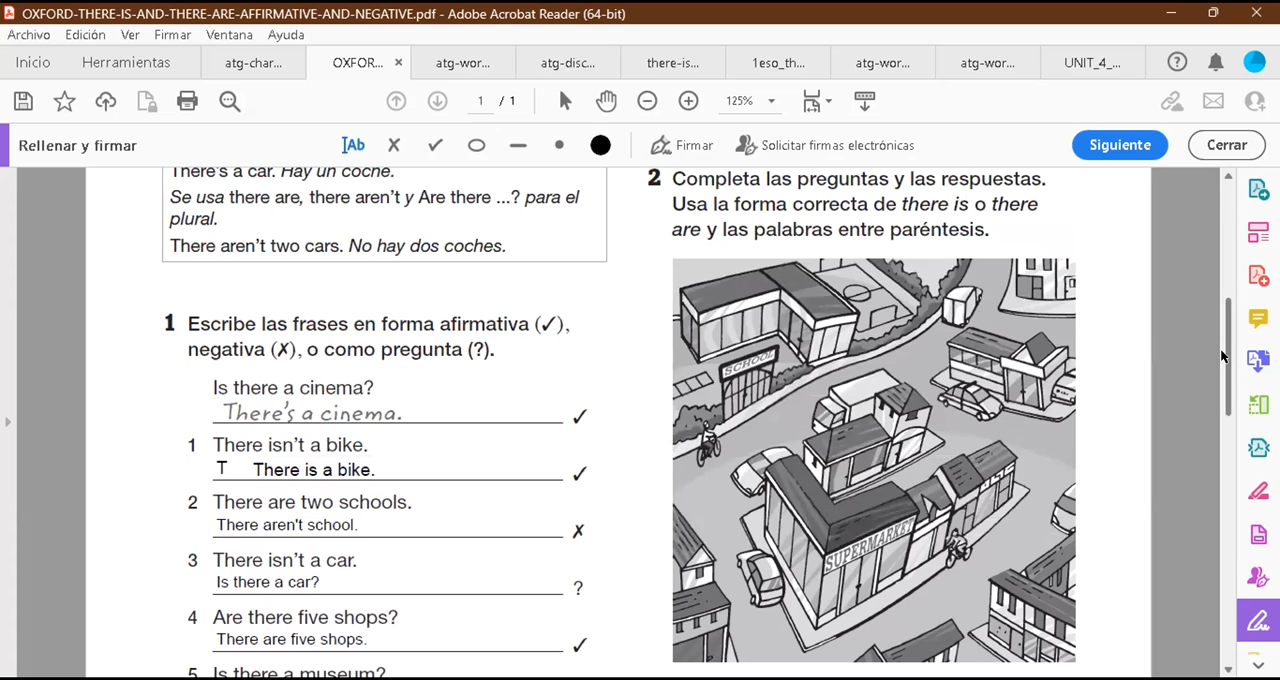 OXFORD-THERE-IS-AND-THERE-ARE-AFFIRMATIVE-AND-NEGATIVE.pdf - Adobe Acrobat Reader (64-bit)
Archivo Edición Ver Firmar Ventana Ayuda
Inicio Herramientas atg-char... OXFOR... × atg-wor... atg-disc... there-is... 1eso_th... atg-wor... atg-wor... UNIT_4_...
1 / 1 125%
Rellenar y firmar Ab Firmar Solicitar firmas electrónicas Siguiente Cerrar
There's a car. Hay un coche.
Se usa there are, there aren't y Are there ...? para el
plural.
There aren't two cars. No hay dos coches.
1 Escribe las frases en forma afirmativa (✓),
negativa (✗), o como pregunta (?).
Is there a cinema?
There's a cinema. ✓
1 There isn't a bike.
T There is a bike. ✓
2 There are two schools.
There aren't school. ✗
3 There isn't a car.
Is there a car? ?
4 Are there five shops?
There are five shops. ✓
5 Is there a museum?
2 Completa las preguntas y las respuestas.
Usa la forma correcta de there is o there
are y las palabras entre paréntesis.
SCHOOL
SUPERMARKET